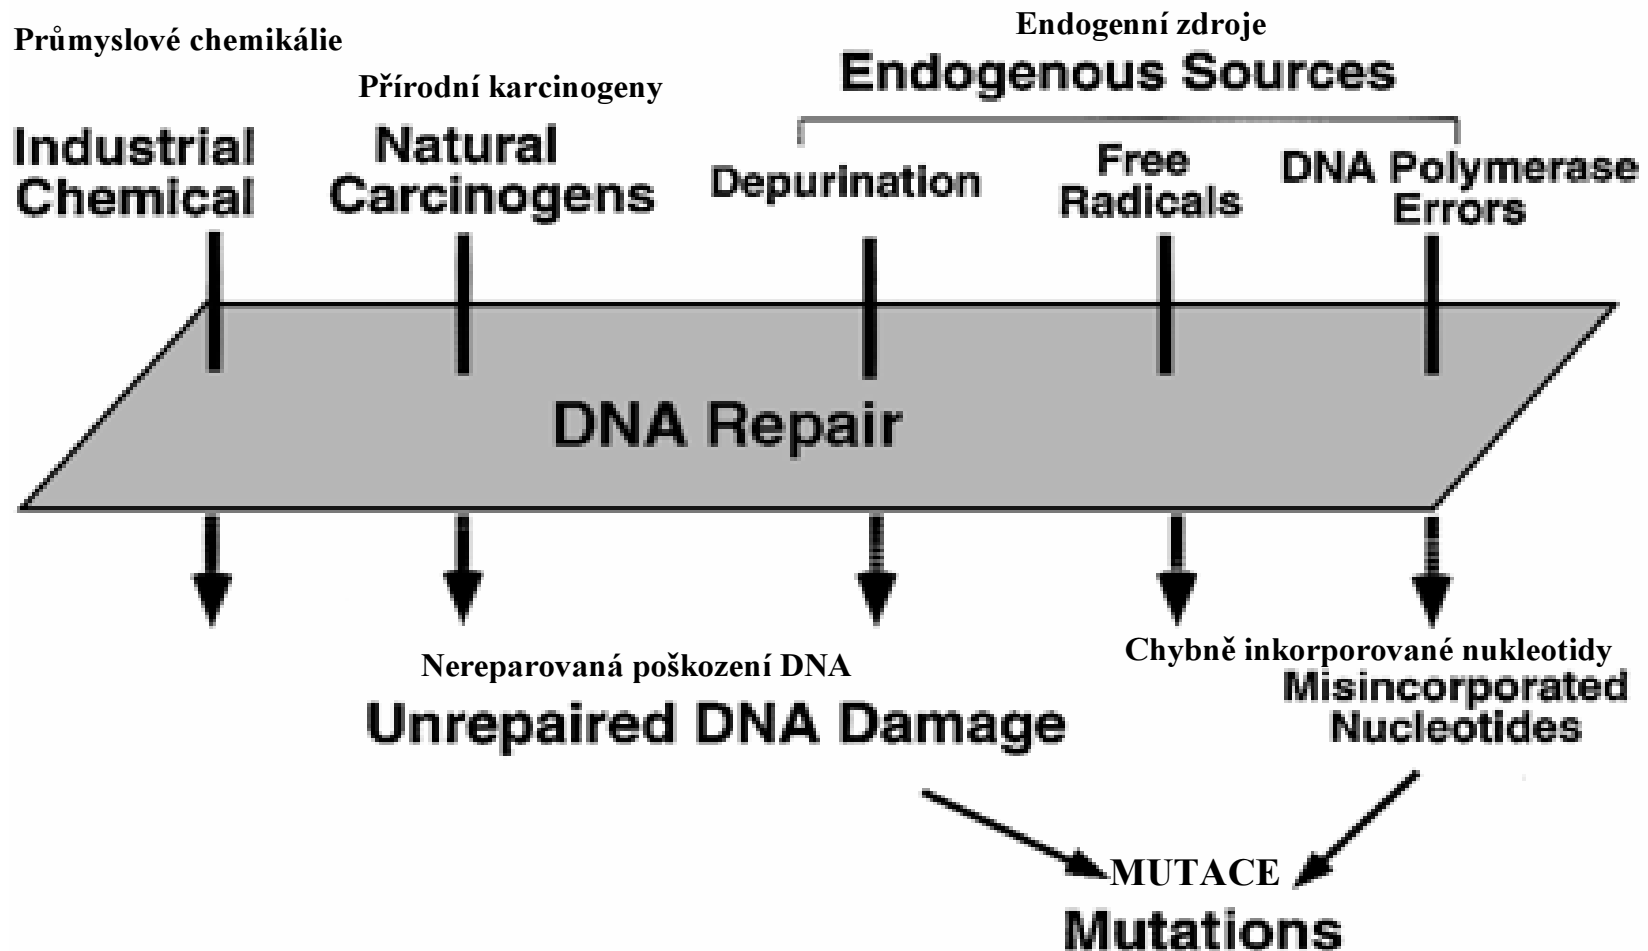 Průmyslové chemikálie
Endogenní zdroje
Endogenous Sources
Přírodní karcinogeny
Industrial
Chemical
Natural
Carcinogens
Depurination
Free
Radicals
DNA Polymerase
Errors
DNA Repair
Nereparovaná poškození DNA
Unrepaired DNA Damage
Chybně inkorporované nukleotidy
Misincorporated
Nucleotides
MUTACE
Mutations